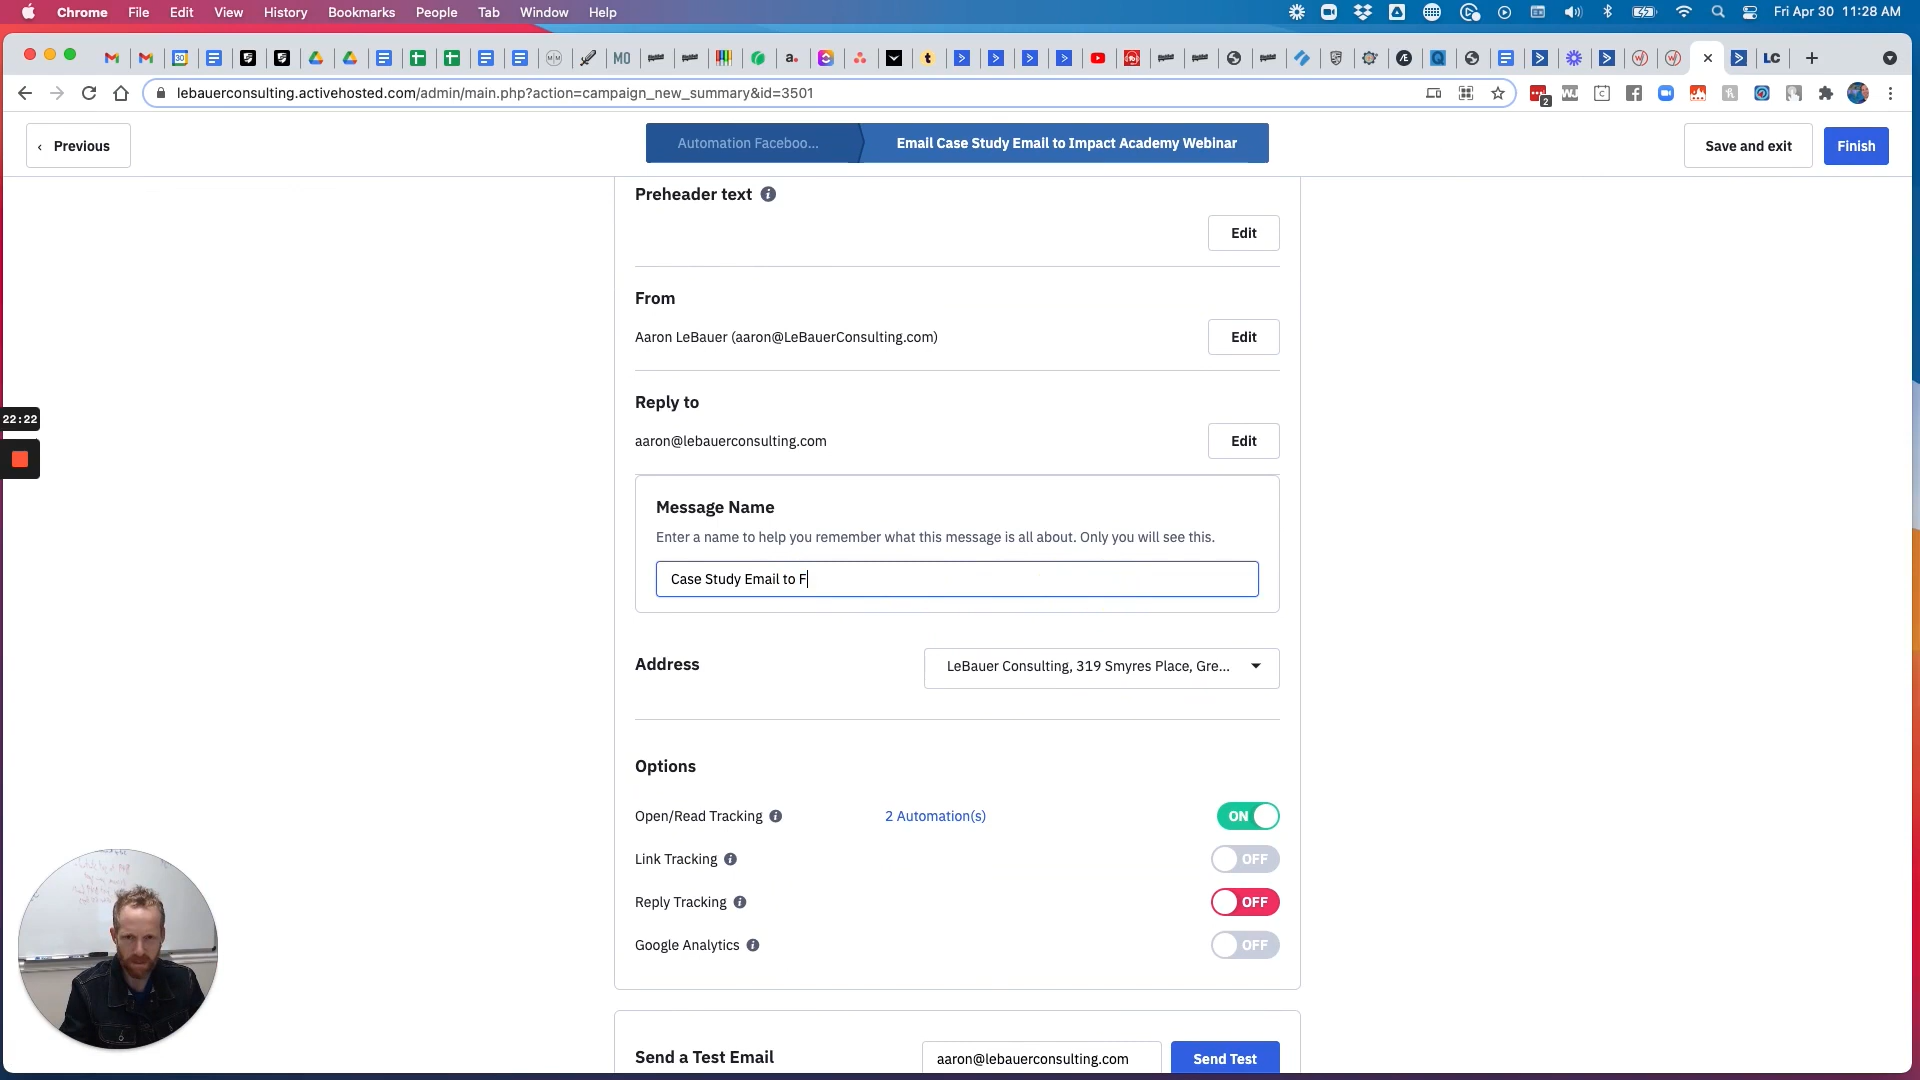 Chrome File Edit View History Bookmarks People Tab Window Help Fri Apr 30 11:28 AM
lebauerconsulting.activehosted.com/admin/main.php?action=campaign_new_summary&id=3501
2
‹ Previous
Automation Faceboo...
Email Case Study Email to Impact Academy Webinar
Save and exit
Finish
Preheader text
Edit
From
Aaron LeBauer (aaron@LeBauerConsulting.com)
Edit
Reply to
22:22
aaron@lebauerconsulting.com
Edit
Message Name
Enter a name to help you remember what this message is all about. Only you will see this.
Case Study Email to F
Address
LeBauer Consulting, 319 Smyres Place, Gre...
Options
Open/Read Tracking
2 Automation(s)
ON
Link Tracking
OFF
Reply Tracking
OFF
Google Analytics
OFF
Send a Test Email
aaron@lebauerconsulting.com
Send Test